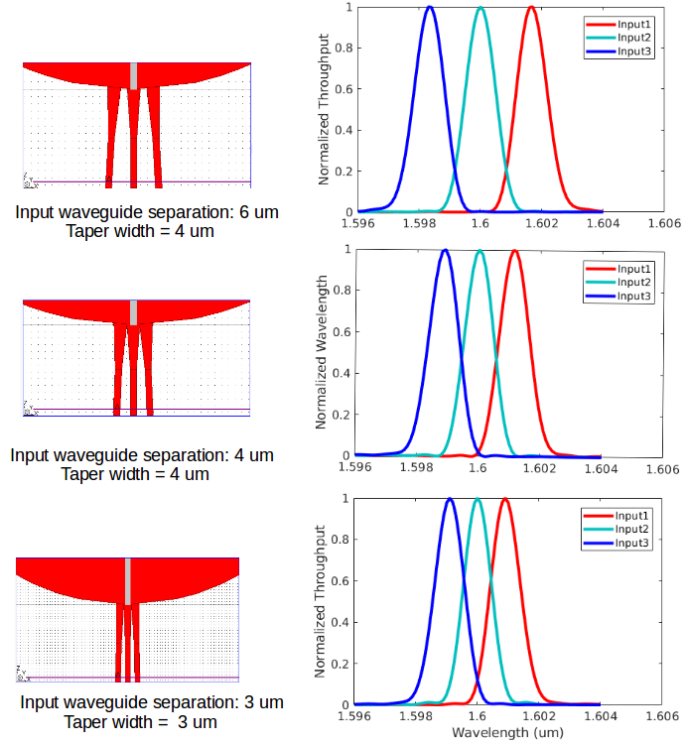 Normalized Throughput
1
0.8
0.6
0.4
0.2
0
1.596
1.598
1.6
1.602
1.604
1.606
Input1
Input2
Input3
Input waveguide separation: 6 um
Taper width = 4 um
Normalized Wavelength
1
0.8
0.6
0.4
0.2
0
1.596
1.598
1.6
1.602
1.604
1.606
Input1
Input2
Input3
Input waveguide separation: 4 um
Taper width = 4 um
Normalized Throughput
1
0.8
0.6
0.4
0.2
0
1.596
1.598
1.6
1.602
1.604
1.606
Wavelength (um)
Input1
Input2
Input3
Input waveguide separation: 3 um
Taper width = 3 um